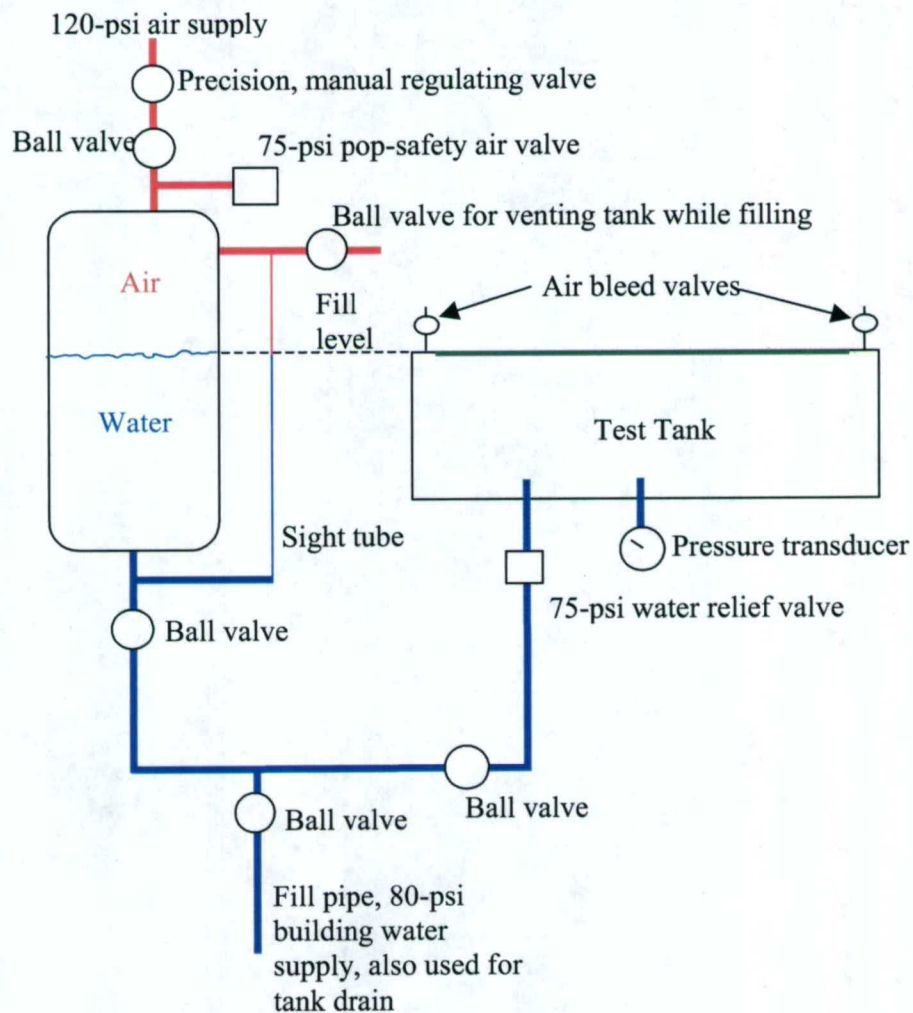 120-psi air supply
Precision, manual regulating valve
Ball valve
75-psi pop-safety air valve
Ball valve for venting tank while filling
Air
Fill
level
Air bleed valves
Water
Test Tank
Sight tube
Pressure transducer
75-psi water relief valve
Ball valve
Ball valve
Ball valve
Fill pipe, 80-psi
building water
supply, also used for
tank drain